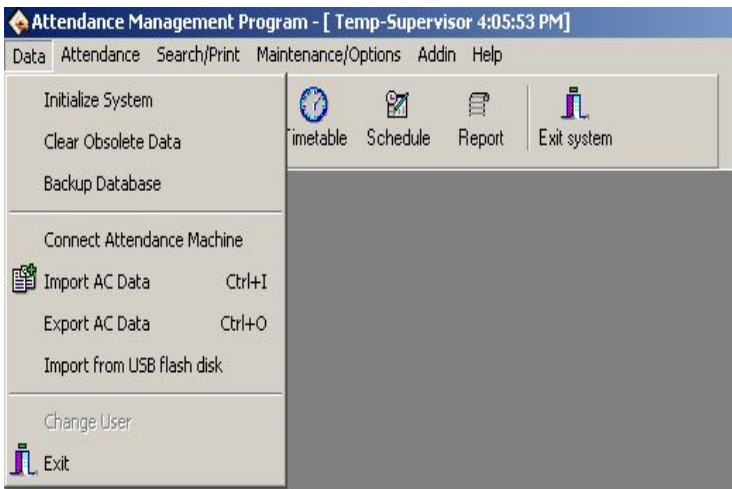 Attendance Management Program - [ Temp-Supervisor 4:05:53 PM]
Data Attendance Search/Print Maintenance/Options Addin Help
Initialize System
Clear Obsolete Data
Backup Database
Connect Attendance Machine
Import AC Data Ctrl+I
Export AC Data Ctrl+O
Import from USB flash disk
Change User
Exit
Timetable Schedule Report Exit system